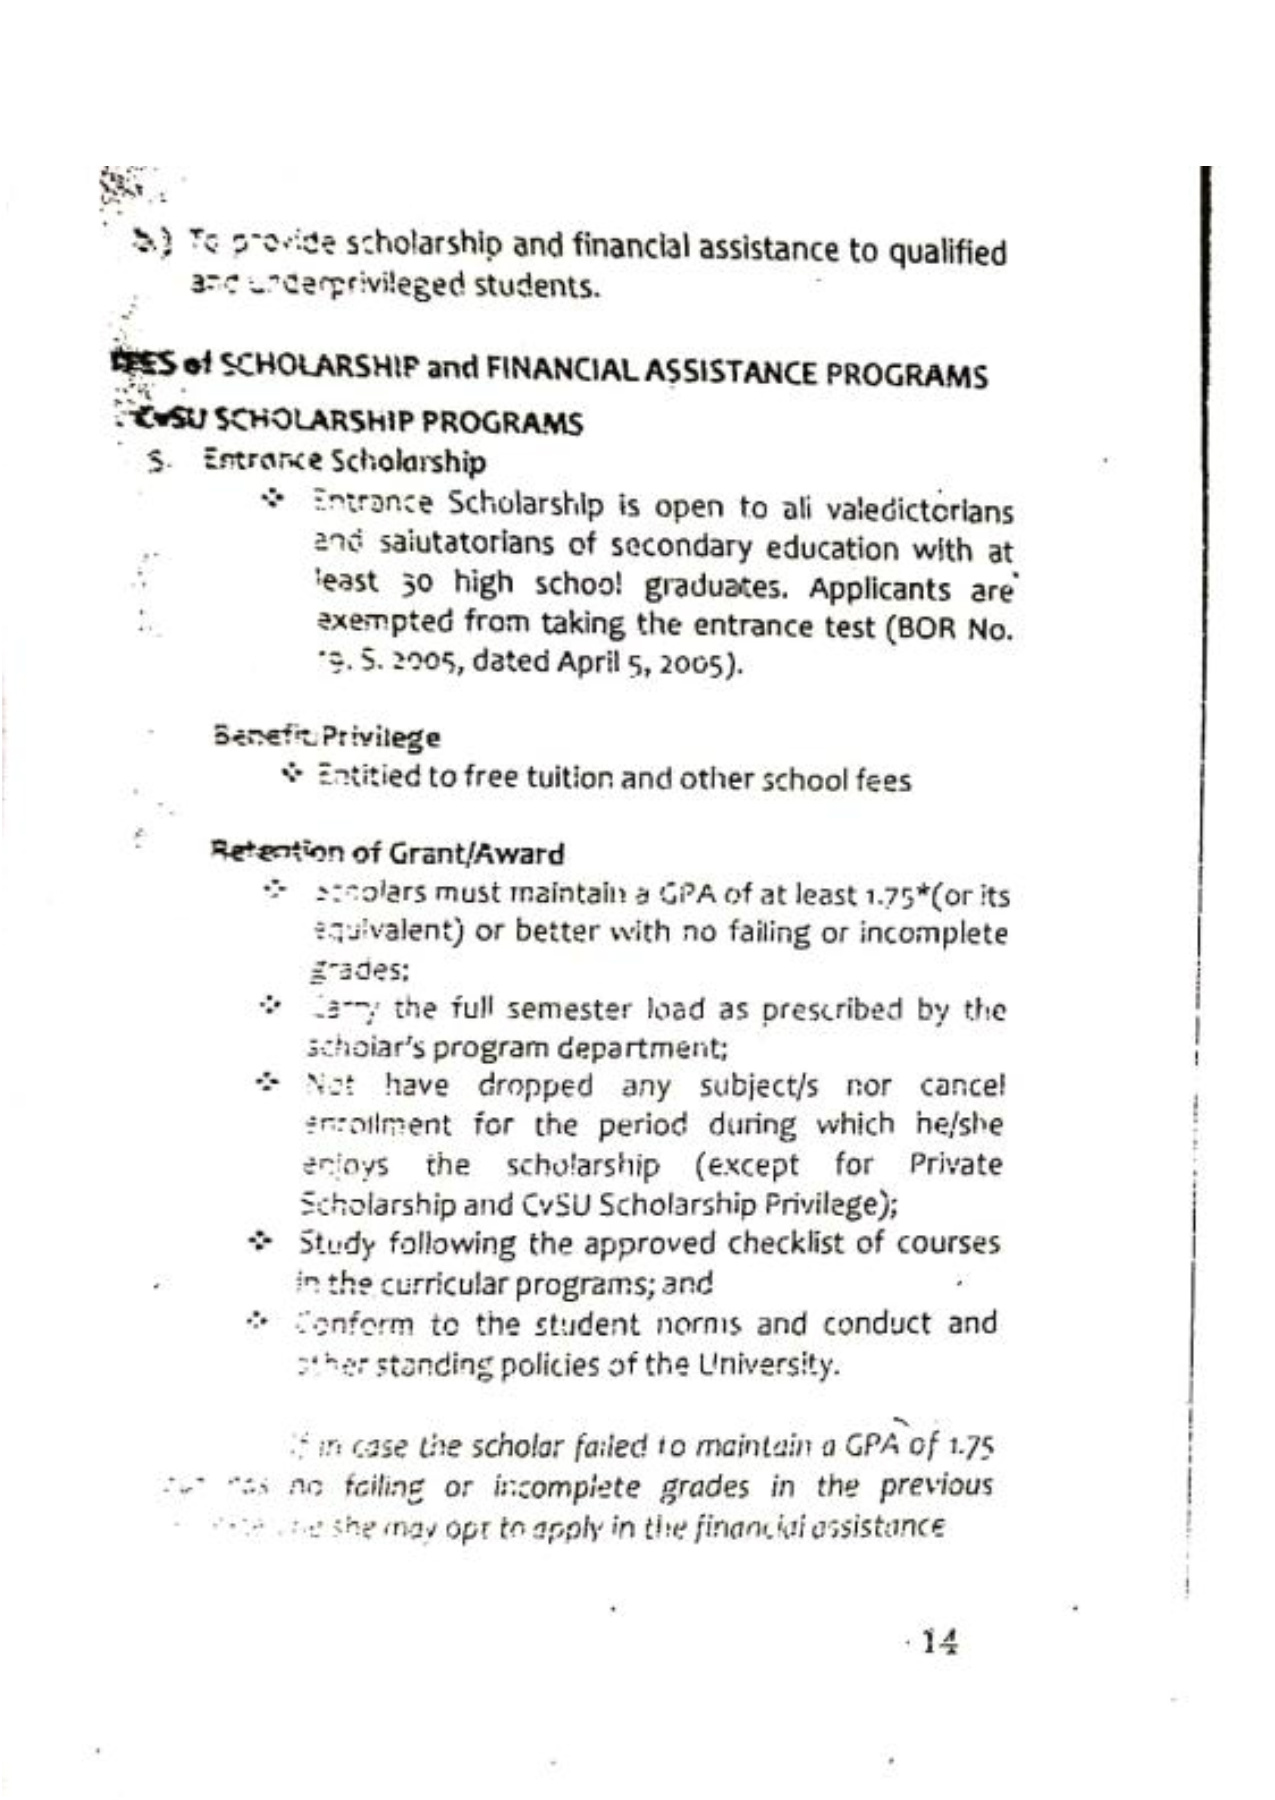 To provide scholarship and financial assistance to qualified
and underprivileged students.
of SCHOLARSHIP and FINANCIAL ASSISTANCE PROGRAMS
CvSU SCHOLARSHIP PROGRAMS
Entrance Scholarship
❖ Entrance Scholarship is open to all valedictorians
and salutatorians of secondary education with at
least 30 high school graduates. Applicants are
exempted from taking the entrance test (BOR No.
S. 2005, dated April 5, 2005).
Benefit Privilege
❖ Entitled to free tuition and other school fees
Retention of Grant/Award
❖ Scholars must maintain a GPA of at least 1.75*(or its
equivalent) or better with no failing or incomplete
grades;
❖ Carry the full semester load as prescribed by the
scholar's program department;
❖ Not have dropped any subject/s nor cancel
enrollment for the period during which he/she
enjoys the scholarship (except for Private
Scholarship and CvSU Scholarship Privilege);
❖ Study following the approved checklist of courses
in the curricular programs; and
❖ Conform to the student norms and conduct and
other standing policies of the University.
If in case the scholar failed to maintain a GPA of 1.75
has no failing or incomplete grades in the previous
she may opt to apply in the financial assistance
14